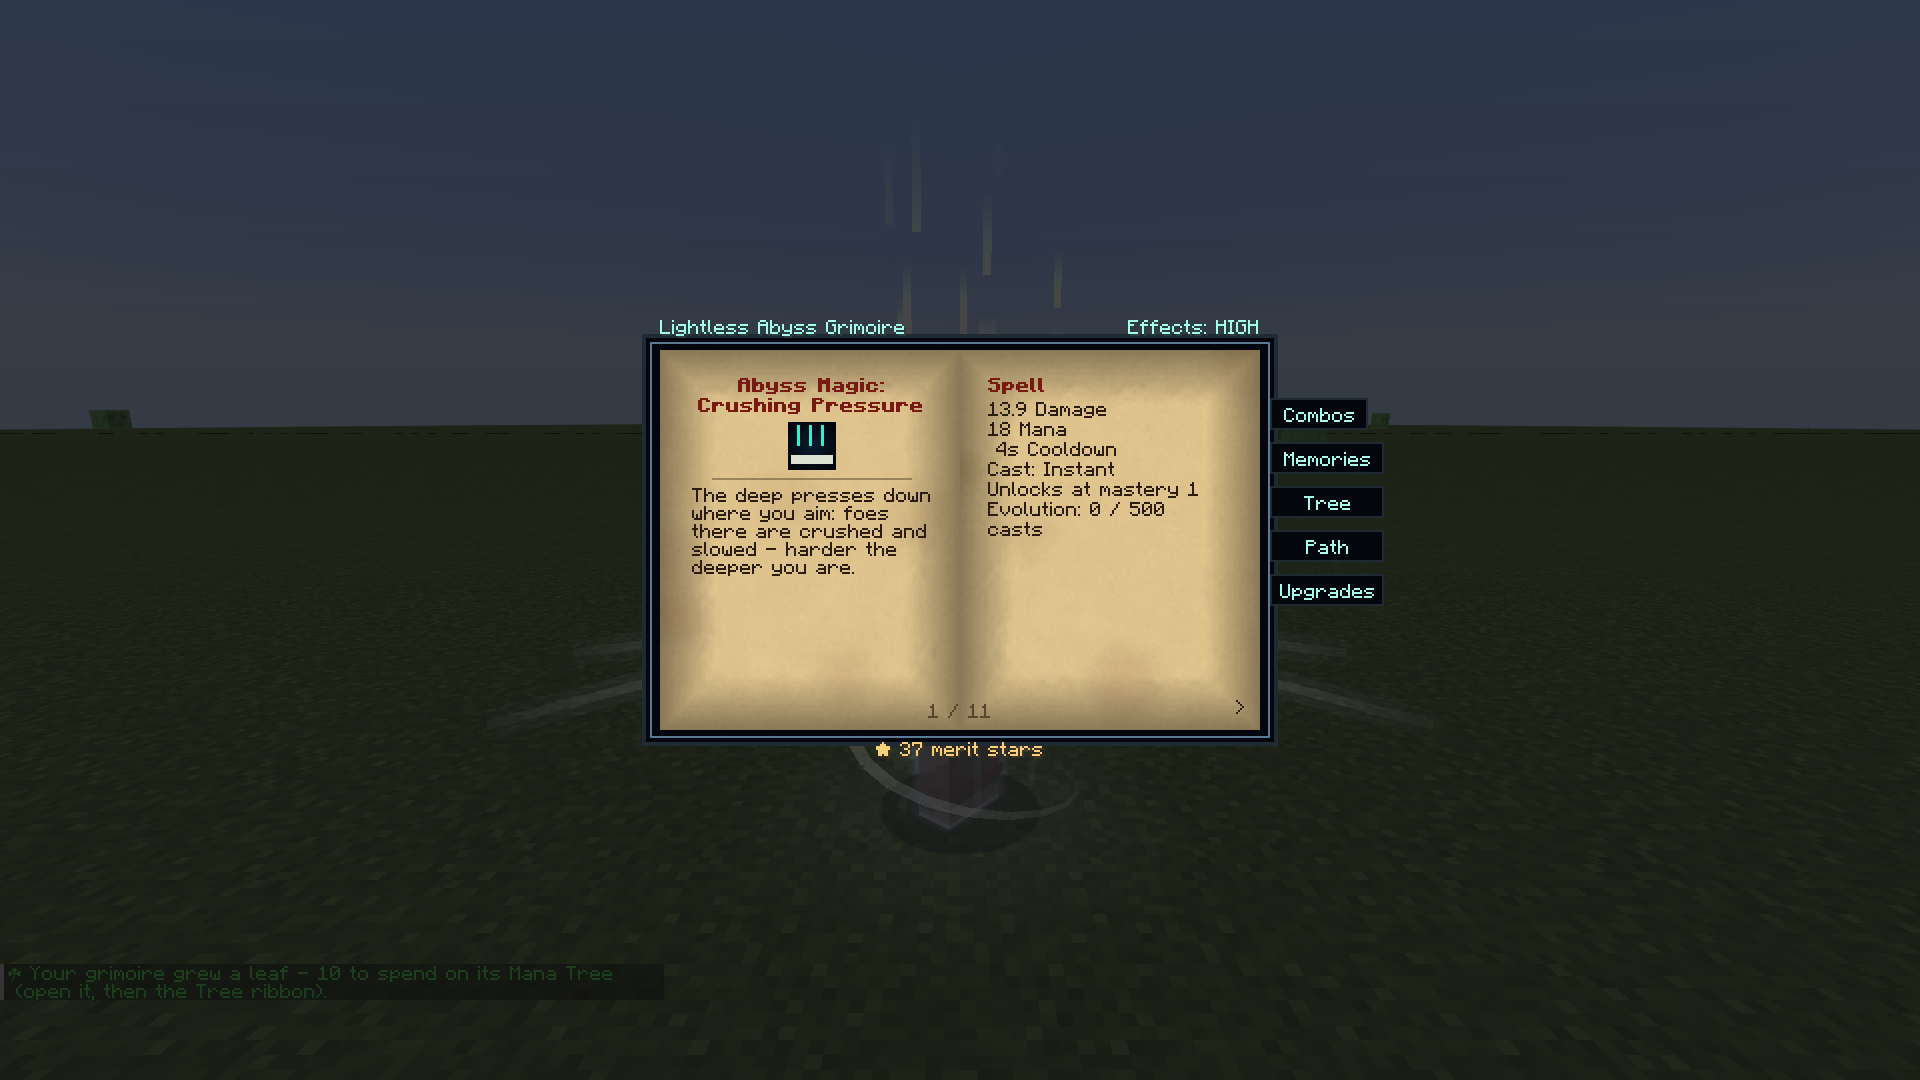 Lightless Abyss Grimoire
Effects: HIGH
Abyss Magic:
Crushing Pressure
The deep presses down
where you aim: foes
there are crushed and
slowed – harder the
deeper you are.
Spell
13.9 Damage
18 Mana
4s Cooldown
Cast: Instant
Unlocks at mastery 1
Evolution: 0 / 500
casts
1 / 11
>
Combos
Memories
Tree
Path
Upgrades
★ 37 merit stars
☘ Your grimoire grew a leaf – 10 to spend on its Mana Tree
(open it, then the Tree ribbon).